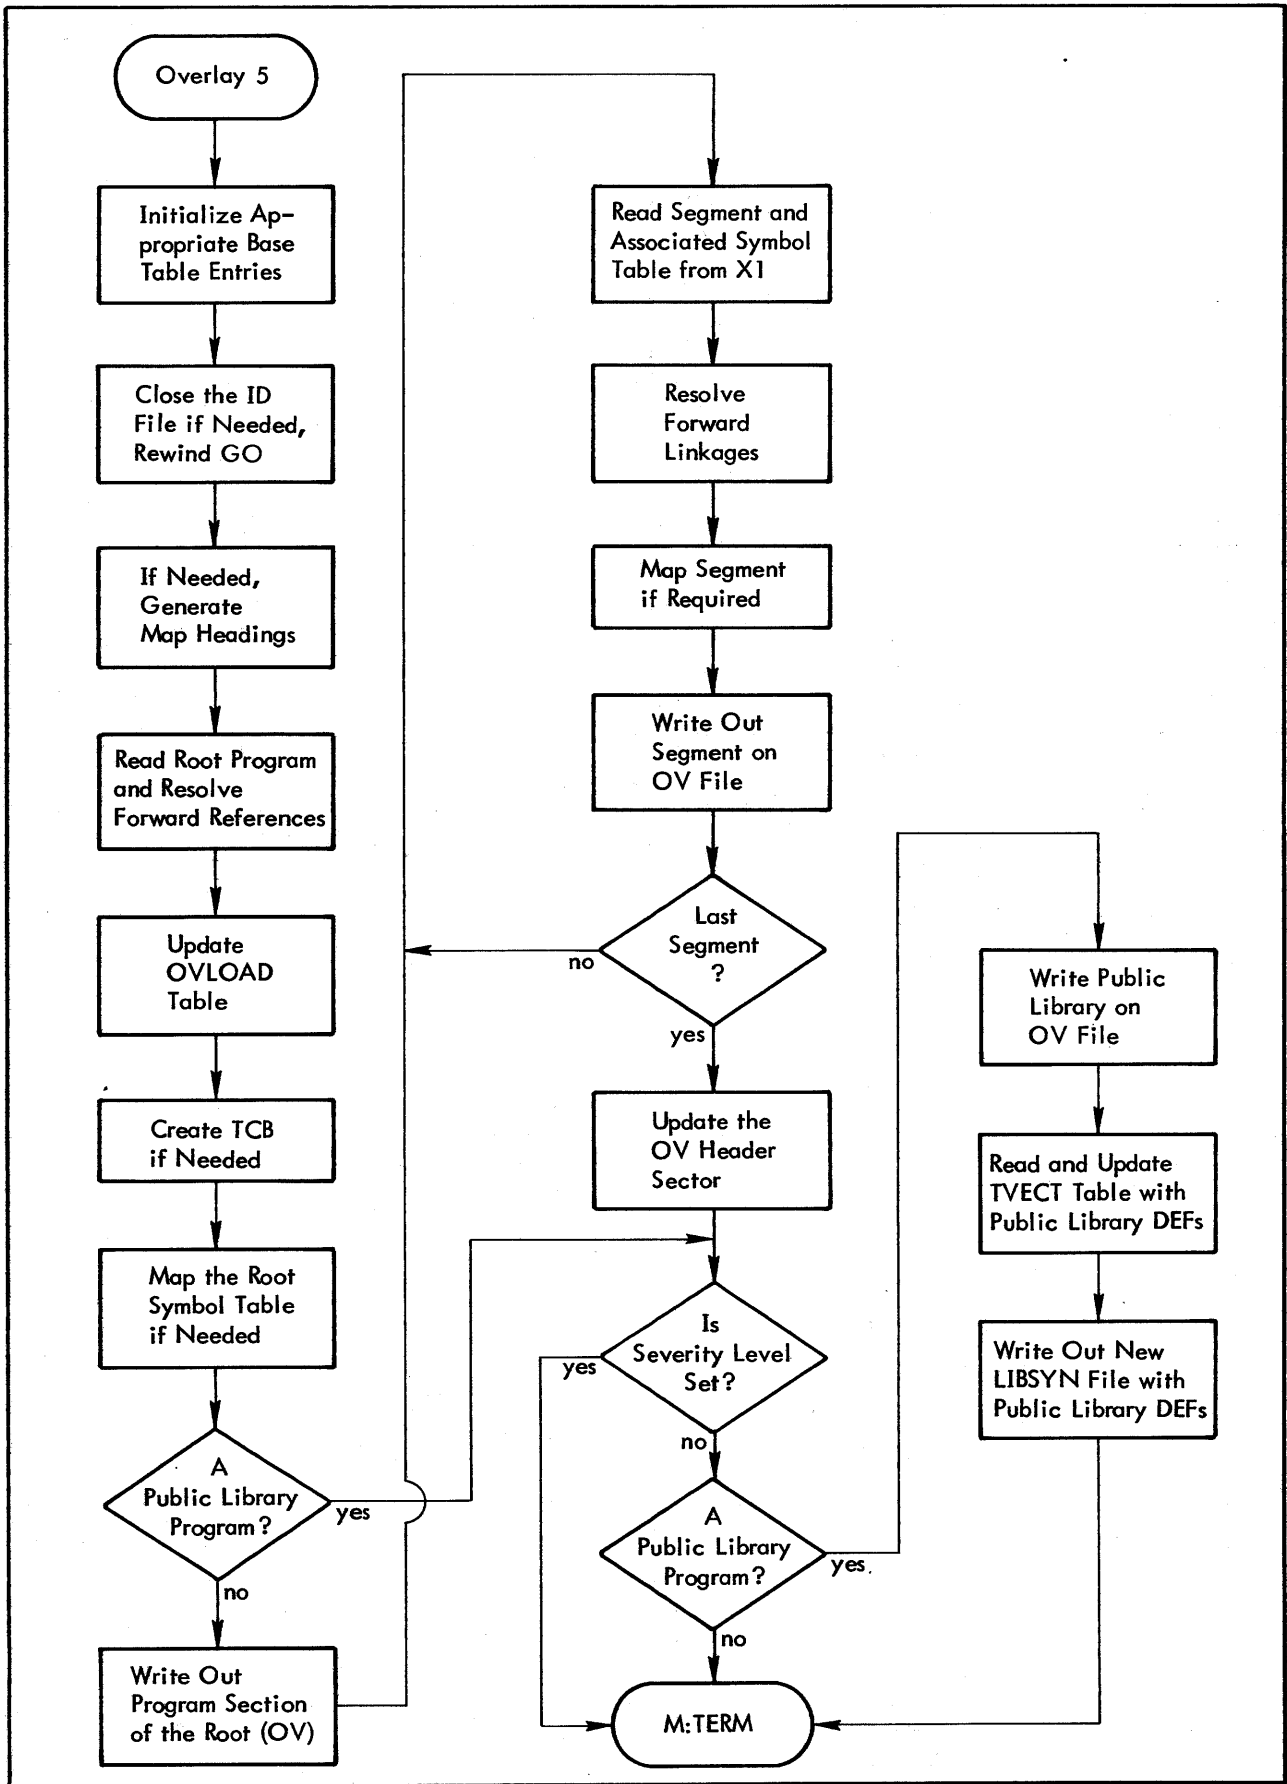 Overlay 5
Initialize Ap-
propriate Base
Table Entries
Close the ID
File if Needed,
Rewind GO
If Needed,
Generate
Map Headings
Read Root Program
and Resolve
Forward References
Update
OVLOAD
Table
Create TCB
if Needed
Map the Root
Symbol Table
if Needed
A
Public Library
Program?
yes
no
Write Out
Program Section
of the Root (OV)
Read Segment and
Associated Symbol
Table from X1
Resolve
Forward
Linkages
Map Segment
if Required
Write Out
Segment on
OV File
Last
Segment
?
no
yes
Update the
OV Header
Sector
Is
Severity Level
Set?
yes
no
A
Public Library
Program?
yes.
no
M:TERM
Write Public
Library on
OV File
Read and Update
TVECT Table with
Public Library DEFs
Write Out New
LIBSYN File with
Public Library DEFs